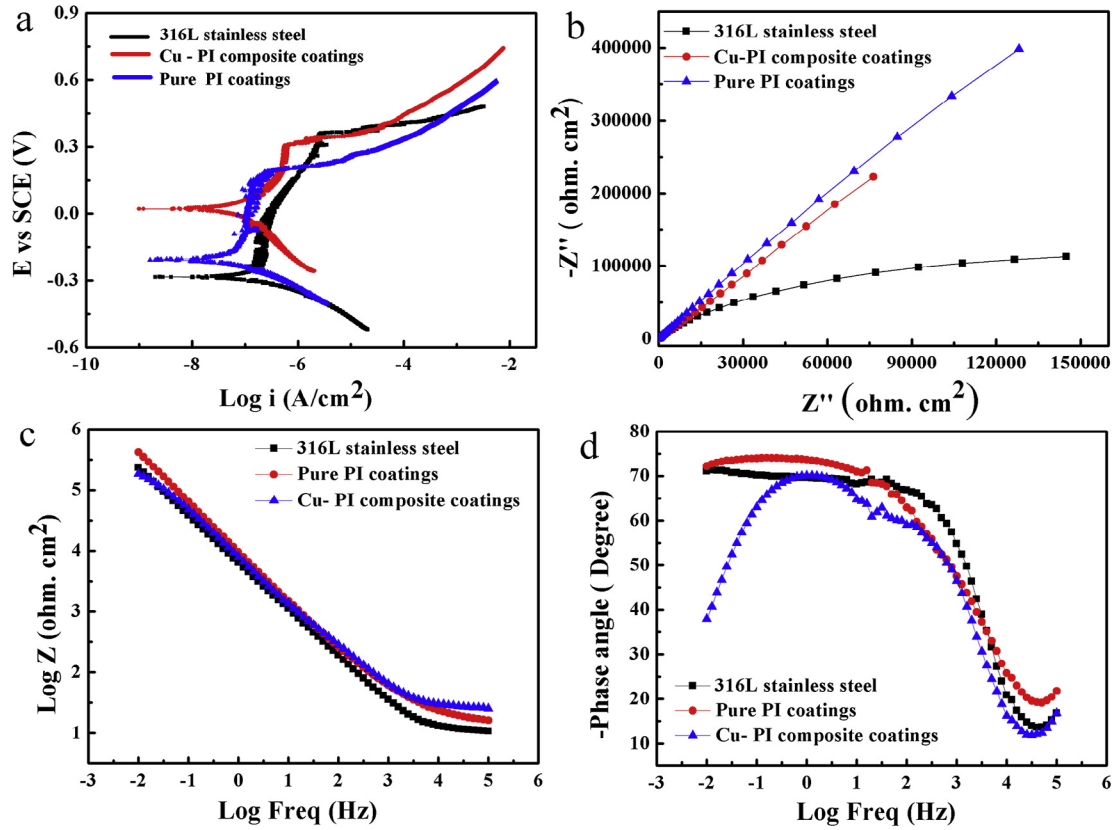 a
316L stainless steel
Cu - PI composite coatings
Pure PI coatings
E vs SCE (V)
0.9
0.6
0.3
0.0
-0.3
-0.6
-10 -8 -6 -4 -2
Log i (A/cm2)
b
316L stainless steel
Cu-PI composite coatings
Pure PI coatings
-Z'' ( ohm. cm2)
400000
300000
200000
100000
0
0 30000 60000 90000 120000 150000
Z'' (ohm. cm2)
c
316L stainless steel
Pure PI coatings
Cu- PI composite coatings
Log Z (ohm. cm2)
6
5
4
3
2
1
-3 -2 -1 0 1 2 3 4 5 6
Log Freq (Hz)
d
-Phase angle ( Degree)
80
70
60
50
40
30
20
10
0
316L stainless steel
Pure PI coatings
Cu- PI composite coatings
-3 -2 -1 0 1 2 3 4 5 6
Log Freq (Hz)